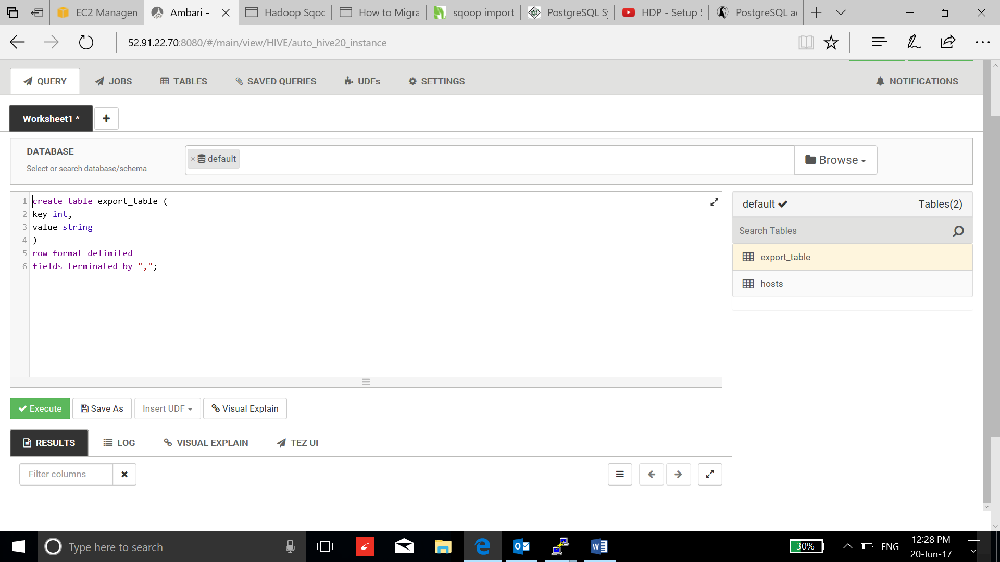 EC2 Managen
Ambari -
Hadoop Sqoc
How to Migra
sqoop import
PostgreSQL Sy
HDP - Setup S
PostgreSQL a
52.91.22.70:8080/#/main/view/HIVE/auto_hive20_instance
QUERY
JOBS
TABLES
SAVED QUERIES
UDFs
SETTINGS
NOTIFICATIONS
Worksheet1 *
DATABASE
Select or search database/schema
× default
Browse
1 create table export_table (
2 key int,
3 value string
4 )
5 row format delimited
6 fields terminated by ",";
default
Tables(2)
Search Tables
export_table
hosts
Execute
Save As
Insert UDF
Visual Explain
RESULTS
LOG
VISUAL EXPLAIN
TEZ UI
Filter columns
Type here to search
30%
ENG
12:28 PM
20-Jun-17